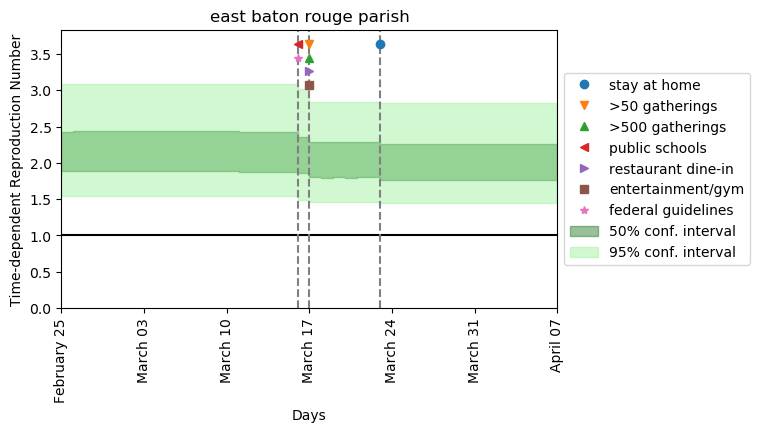 east baton rouge parish
Time-dependent Reproduction Number
3.5
3.0
2.5
2.0
1.5
1.0
0.5
0.0
February 25
March 03
March 10
March 17
March 24
March 31
April 07
Days
stay at home
>50 gatherings
>500 gatherings
public schools
restaurant dine-in
entertainment/gym
federal guidelines
50% conf. interval
95% conf. interval